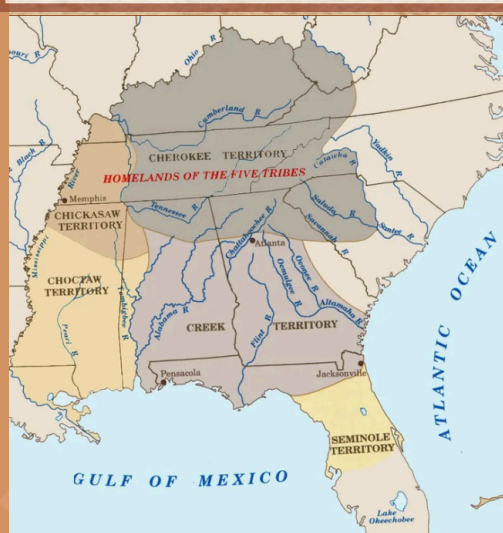 Ohio R
Cumberland R
Black R
River
Yadkin R
Catawba R
CHEROKEE TERRITORY
HOMELANDS OF THE FIVE TRIBES
Memphis
Tennessee R
Saluda R
Santee R
Savannah R
CHICKASAW
TERRITORY
Chattahoochee R
Atlanta
Mississippi
CHOCTAW
TERRITORY
Pearl R
Tombigbee R
Alabama R
Ocmulgee R
Oconee R
Altamaha R
Flint R
CREEK TERRITORY
Pensacola
Jacksonville
SEMINOLE
TERRITORY
ATLANTIC OCEAN
GULF OF MEXICO
Lake
Okeechobee